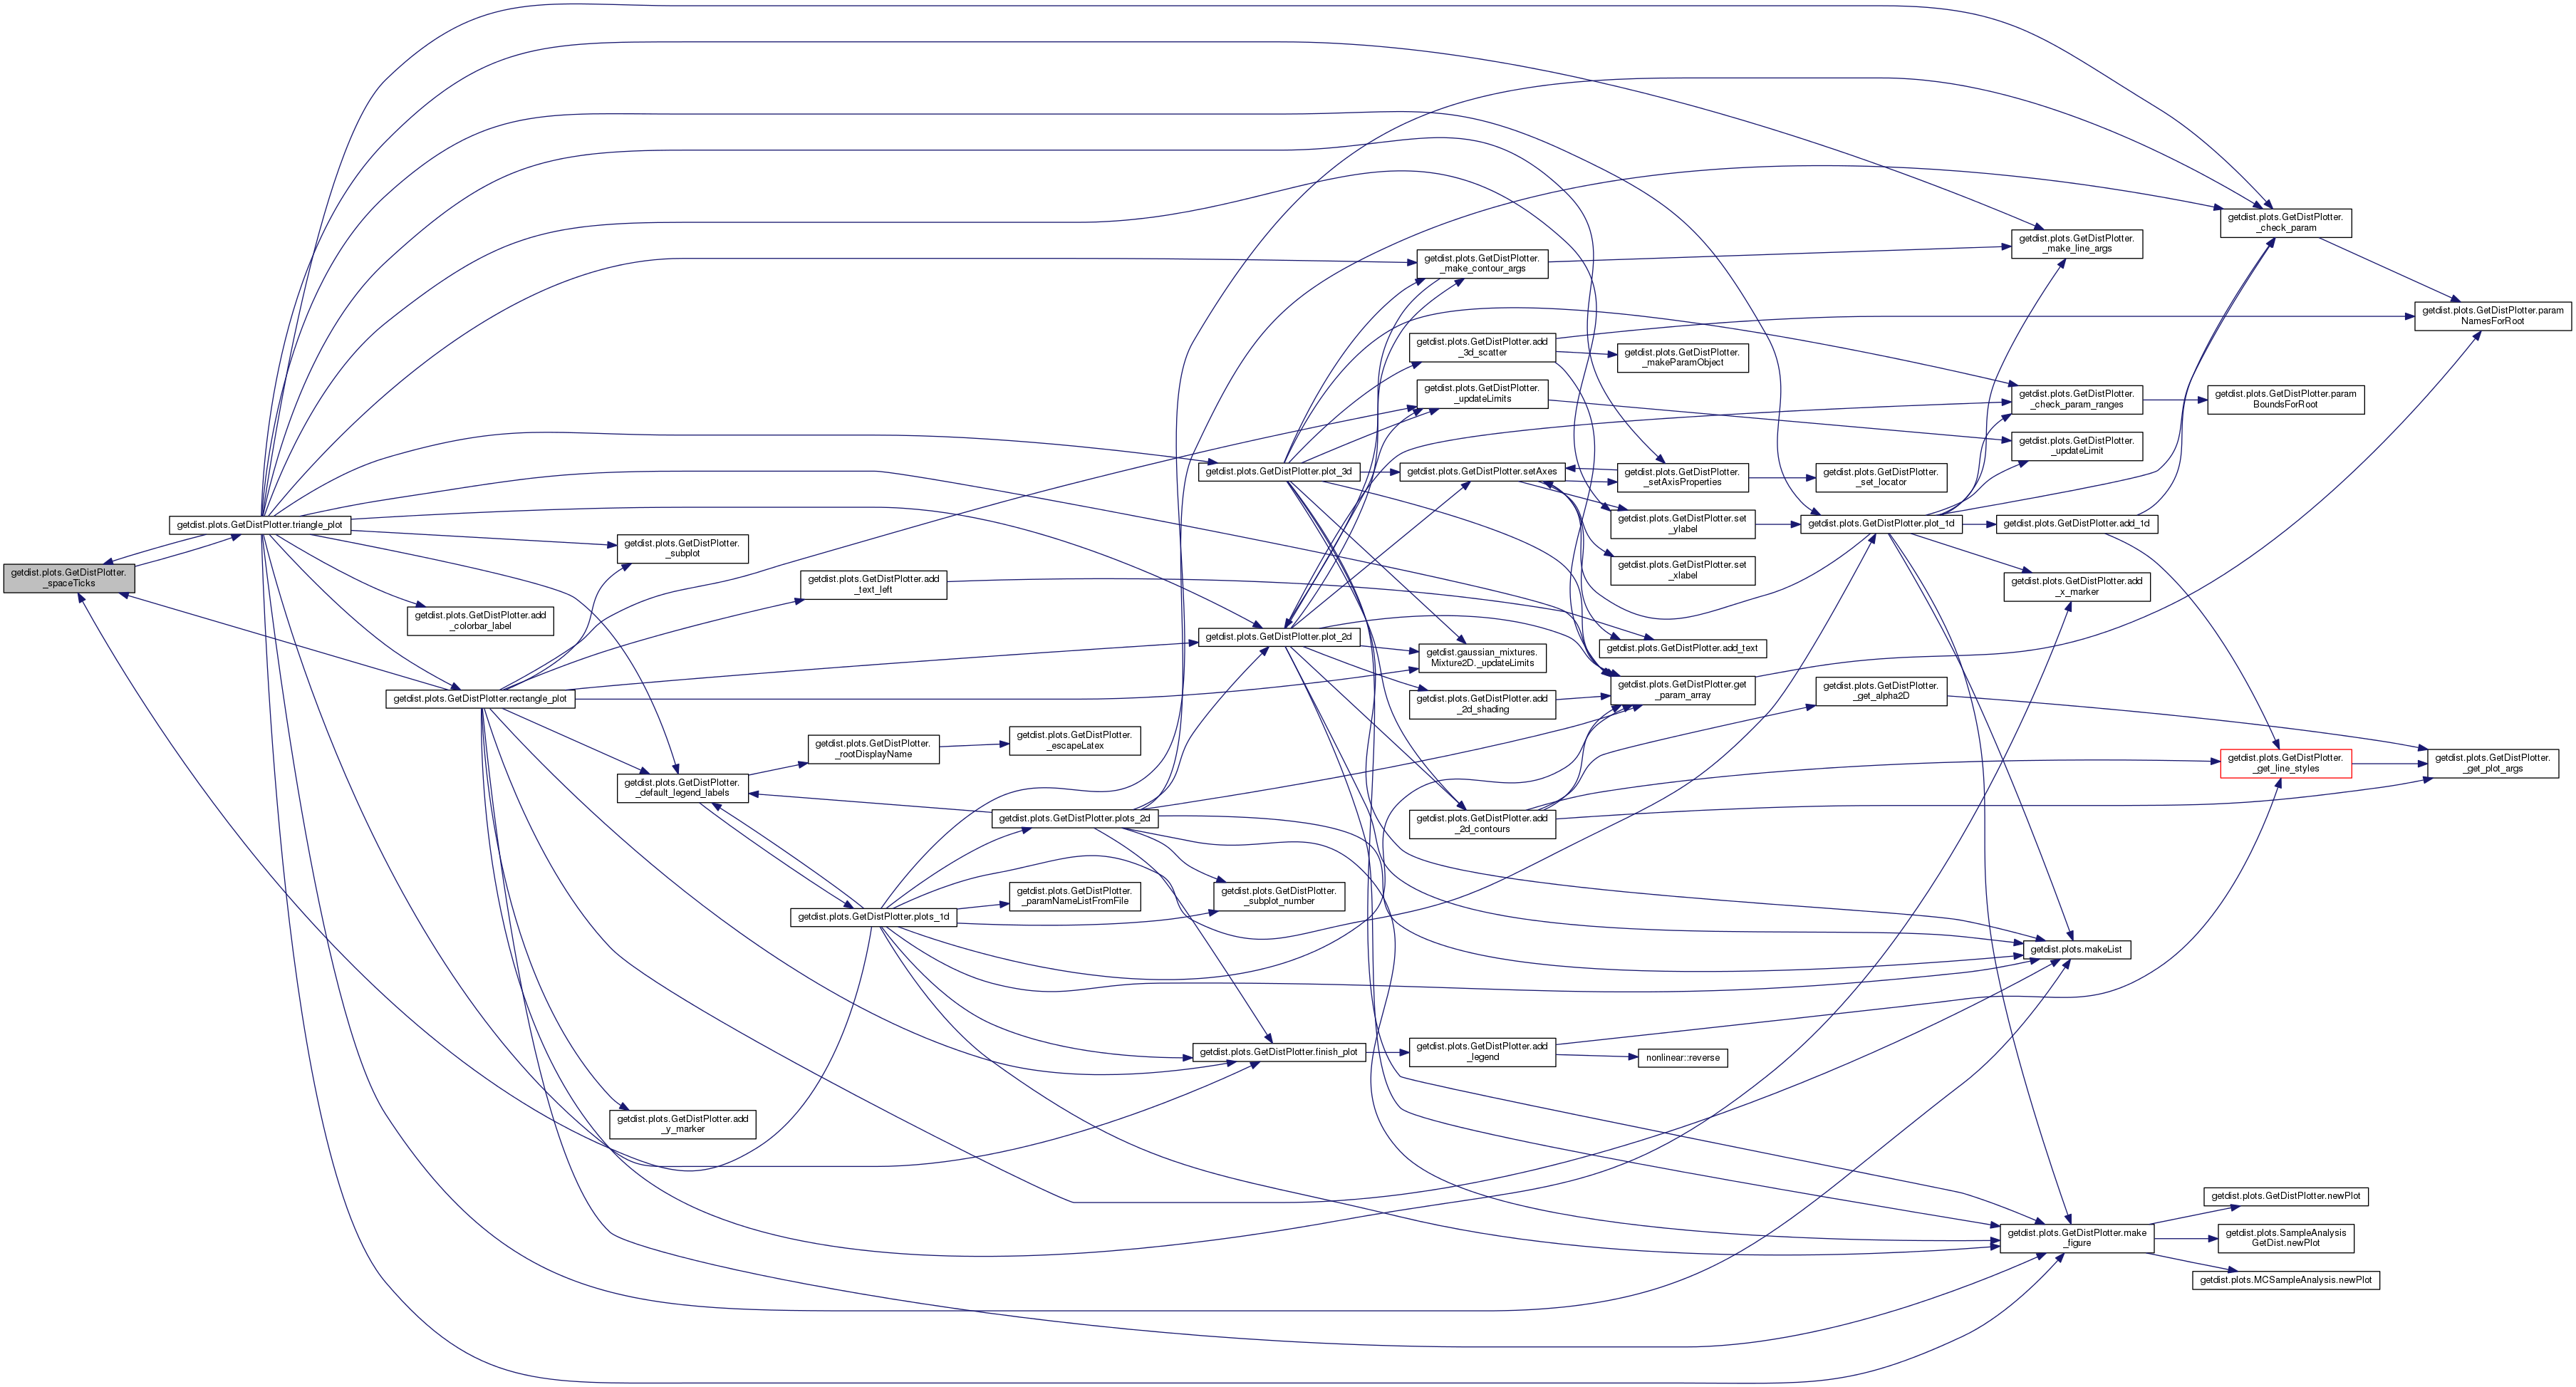 getdist.plots.GetDistPlotter.
_spaceTicks
getdist.plots.GetDistPlotter.triangle_plot
getdist.plots.GetDistPlotter.rectangle_plot
getdist.plots.GetDistPlotter.add
_colorbar_label
getdist.plots.GetDistPlotter.
_subplot
getdist.plots.GetDistPlotter.
_default_legend_labels
getdist.plots.GetDistPlotter.add
_y_marker
getdist.plots.GetDistPlotter.add
_text_left
getdist.plots.GetDistPlotter.
_rootDisplayName
getdist.plots.GetDistPlotter.plots_1d
getdist.plots.GetDistPlotter.
_escapeLatex
getdist.plots.GetDistPlotter.plots_2d
getdist.plots.GetDistPlotter.
_paramNameListFromFile
getdist.plots.GetDistPlotter.plot_3d
getdist.plots.GetDistPlotter.plot_2d
getdist.plots.GetDistPlotter.
_subplot_number
getdist.plots.GetDistPlotter.finish_plot
getdist.plots.GetDistPlotter.
_make_contour_args
getdist.plots.GetDistPlotter.add
_3d_scatter
getdist.plots.GetDistPlotter.
_updateLimits
getdist.plots.GetDistPlotter.setAxes
getdist.gaussian_mixtures.
Mixture2D._updateLimits
getdist.plots.GetDistPlotter.add
_2d_shading
getdist.plots.GetDistPlotter.add
_2d_contours
getdist.plots.GetDistPlotter.add
_legend
getdist.plots.GetDistPlotter.
_makeParamObject
getdist.plots.GetDistPlotter.
_setAxisProperties
getdist.plots.GetDistPlotter.set
_ylabel
getdist.plots.GetDistPlotter.set
_xlabel
getdist.plots.GetDistPlotter.add_text
getdist.plots.GetDistPlotter.get
_param_array
nonlinear::reverse
getdist.plots.GetDistPlotter.
_set_locator
getdist.plots.GetDistPlotter.plot_1d
getdist.plots.GetDistPlotter.
_get_alpha2D
getdist.plots.GetDistPlotter.
_make_line_args
getdist.plots.GetDistPlotter.
_check_param_ranges
getdist.plots.GetDistPlotter.
_updateLimit
getdist.plots.GetDistPlotter.add_1d
getdist.plots.GetDistPlotter.add
_x_marker
getdist.plots.makeList
getdist.plots.GetDistPlotter.make
_figure
getdist.plots.GetDistPlotter.
_check_param
getdist.plots.GetDistPlotter.param
BoundsForRoot
getdist.plots.GetDistPlotter.
_get_line_styles
getdist.plots.GetDistPlotter.newPlot
getdist.plots.SampleAnalysis
GetDist.newPlot
getdist.plots.MCSampleAnalysis.newPlot
getdist.plots.GetDistPlotter.param
NamesForRoot
getdist.plots.GetDistPlotter.
_get_plot_args